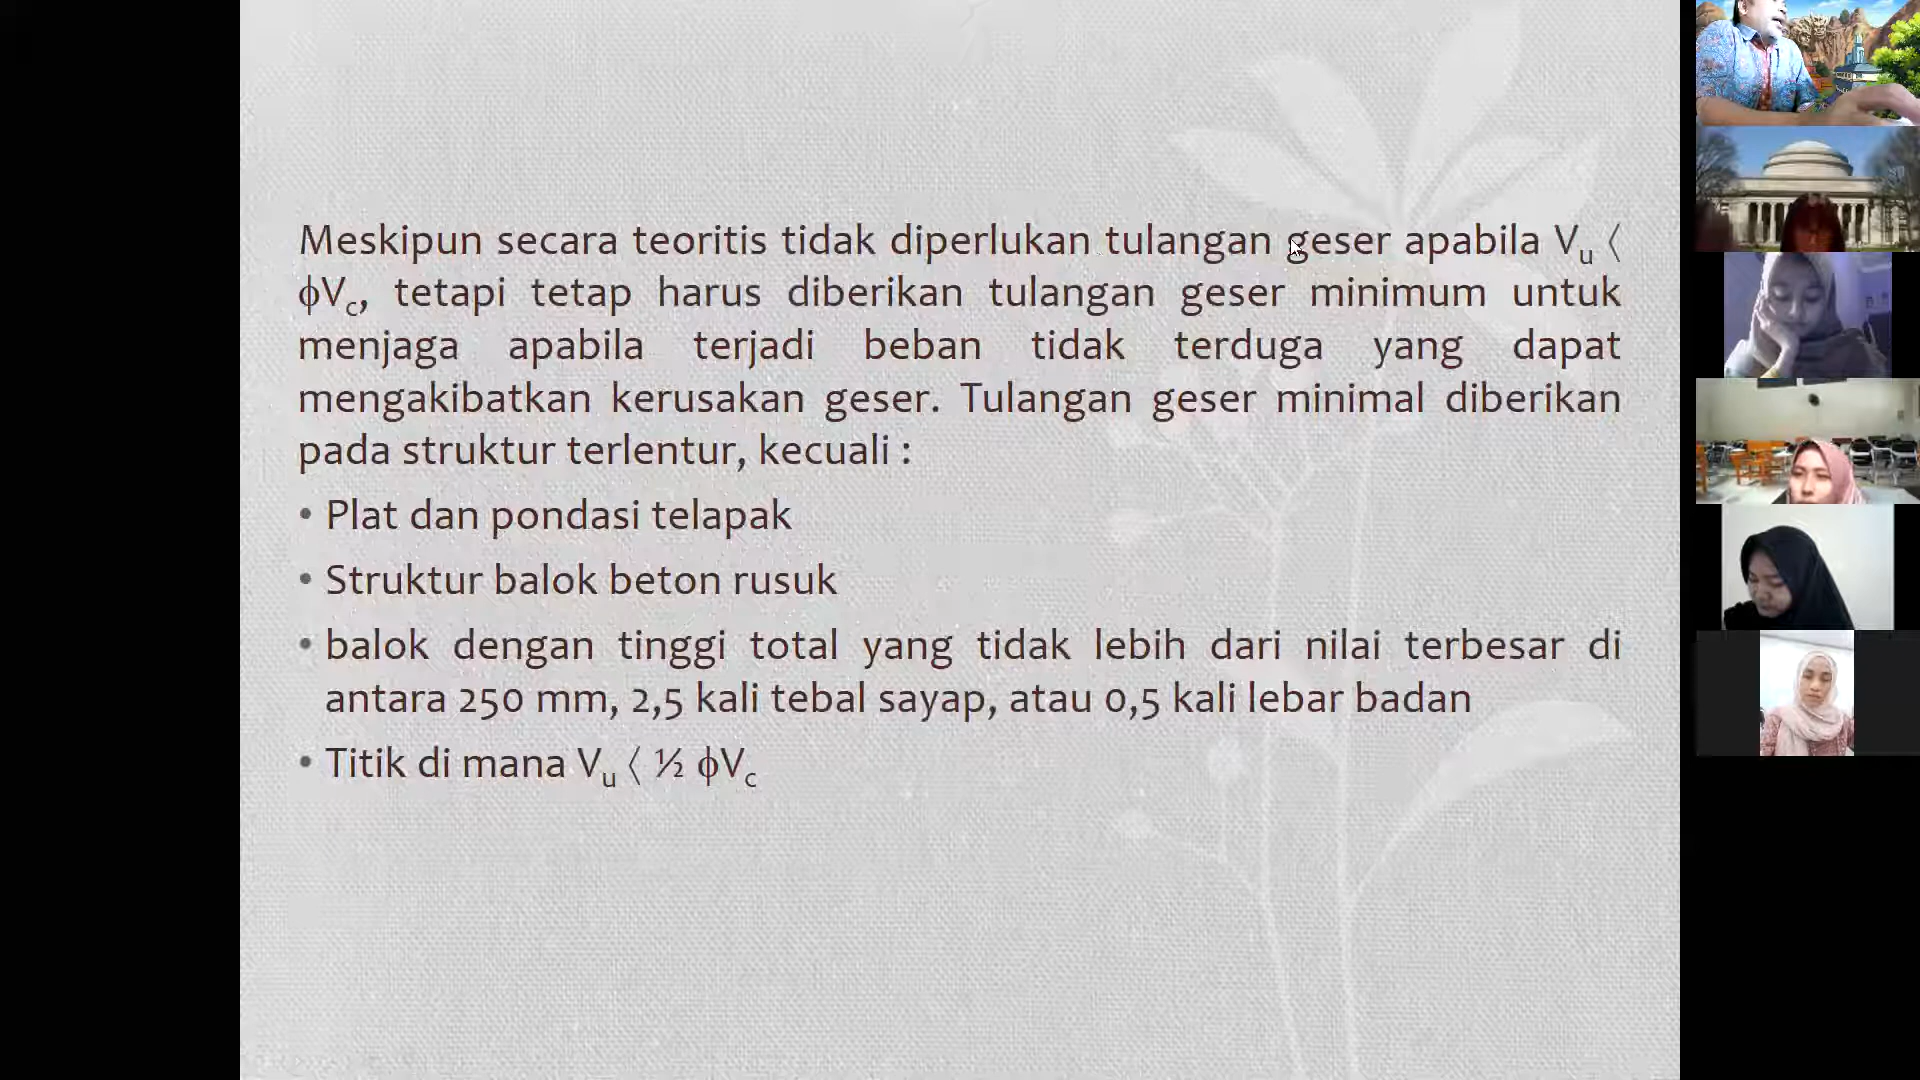 Meskipun secara teoritis tidak diperlukan tulangan geser apabila Vu 〈
ϕVc, tetapi tetap harus diberikan tulangan geser minimum untuk
menjaga apabila terjadi beban tidak terduga yang dapat
mengakibatkan kerusakan geser. Tulangan geser minimal diberikan
pada struktur terlentur, kecuali :
• Plat dan pondasi telapak
• Struktur balok beton rusuk
• balok dengan tinggi total yang tidak lebih dari nilai terbesar di
antara 250 mm, 2,5 kali tebal sayap, atau 0,5 kali lebar badan
• Titik di mana Vu 〈 ½ ϕVc